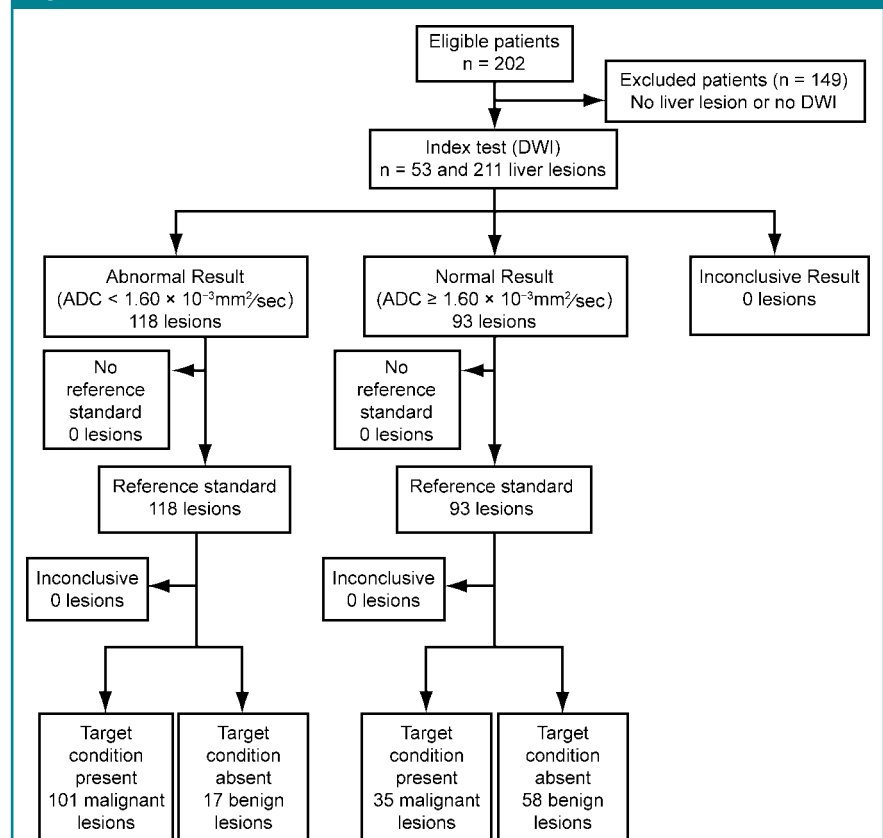 Eligible patients
n = 202
Excluded patients (n = 149)
No liver lesion or no DWI
Index test (DWI)
n = 53 and 211 liver lesions
Abnormal Result
(ADC < 1.60 × 10⁻³mm²/sec)
118 lesions
Normal Result
(ADC ≥ 1.60 × 10⁻³mm²/sec)
93 lesions
Inconclusive Result
0 lesions
No
reference
standard
0 lesions
No
reference
standard
0 lesions
Reference standard
118 lesions
Reference standard
93 lesions
Inconclusive
0 lesions
Inconclusive
0 lesions
Target
condition
present
101 malignant
lesions
Target
condition
absent
17 benign
lesions
Target
condition
present
35 malignant
lesions
Target
condition
absent
58 benign
lesions